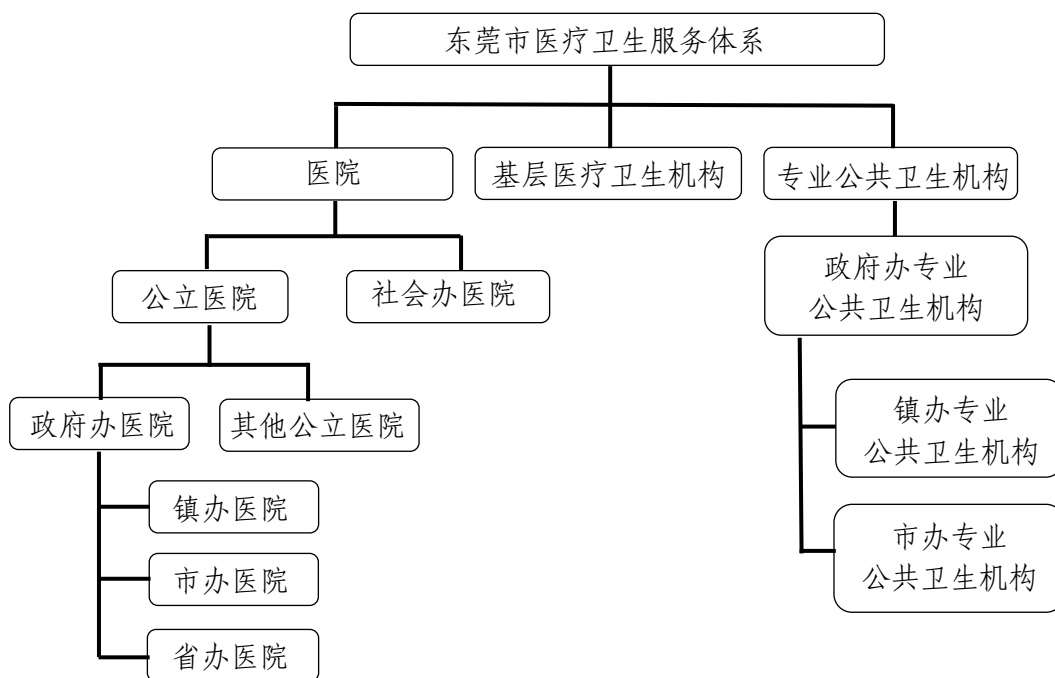 东莞市医疗卫生服务体系
医院
基层医疗卫生机构
专业公共卫生机构
公立医院
社会办医院
政府办专业
公共卫生机构
政府办医院
其他公立医院
镇办专业
公共卫生机构
镇办医院
市办医院
市办专业
公共卫生机构
省办医院